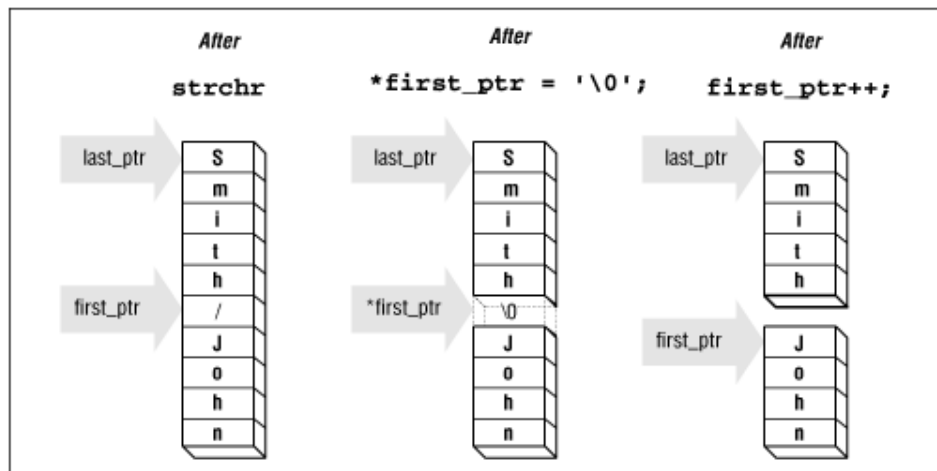 After
strchr
last_ptr
S
m
i
t
h
first_ptr
/
J
o
h
n
After
*first_ptr = '\0';
last_ptr
S
m
i
t
h
*first_ptr
\0
J
o
h
n
After
first_ptr++;
last_ptr
S
m
i
t
h
first_ptr
J
o
h
n